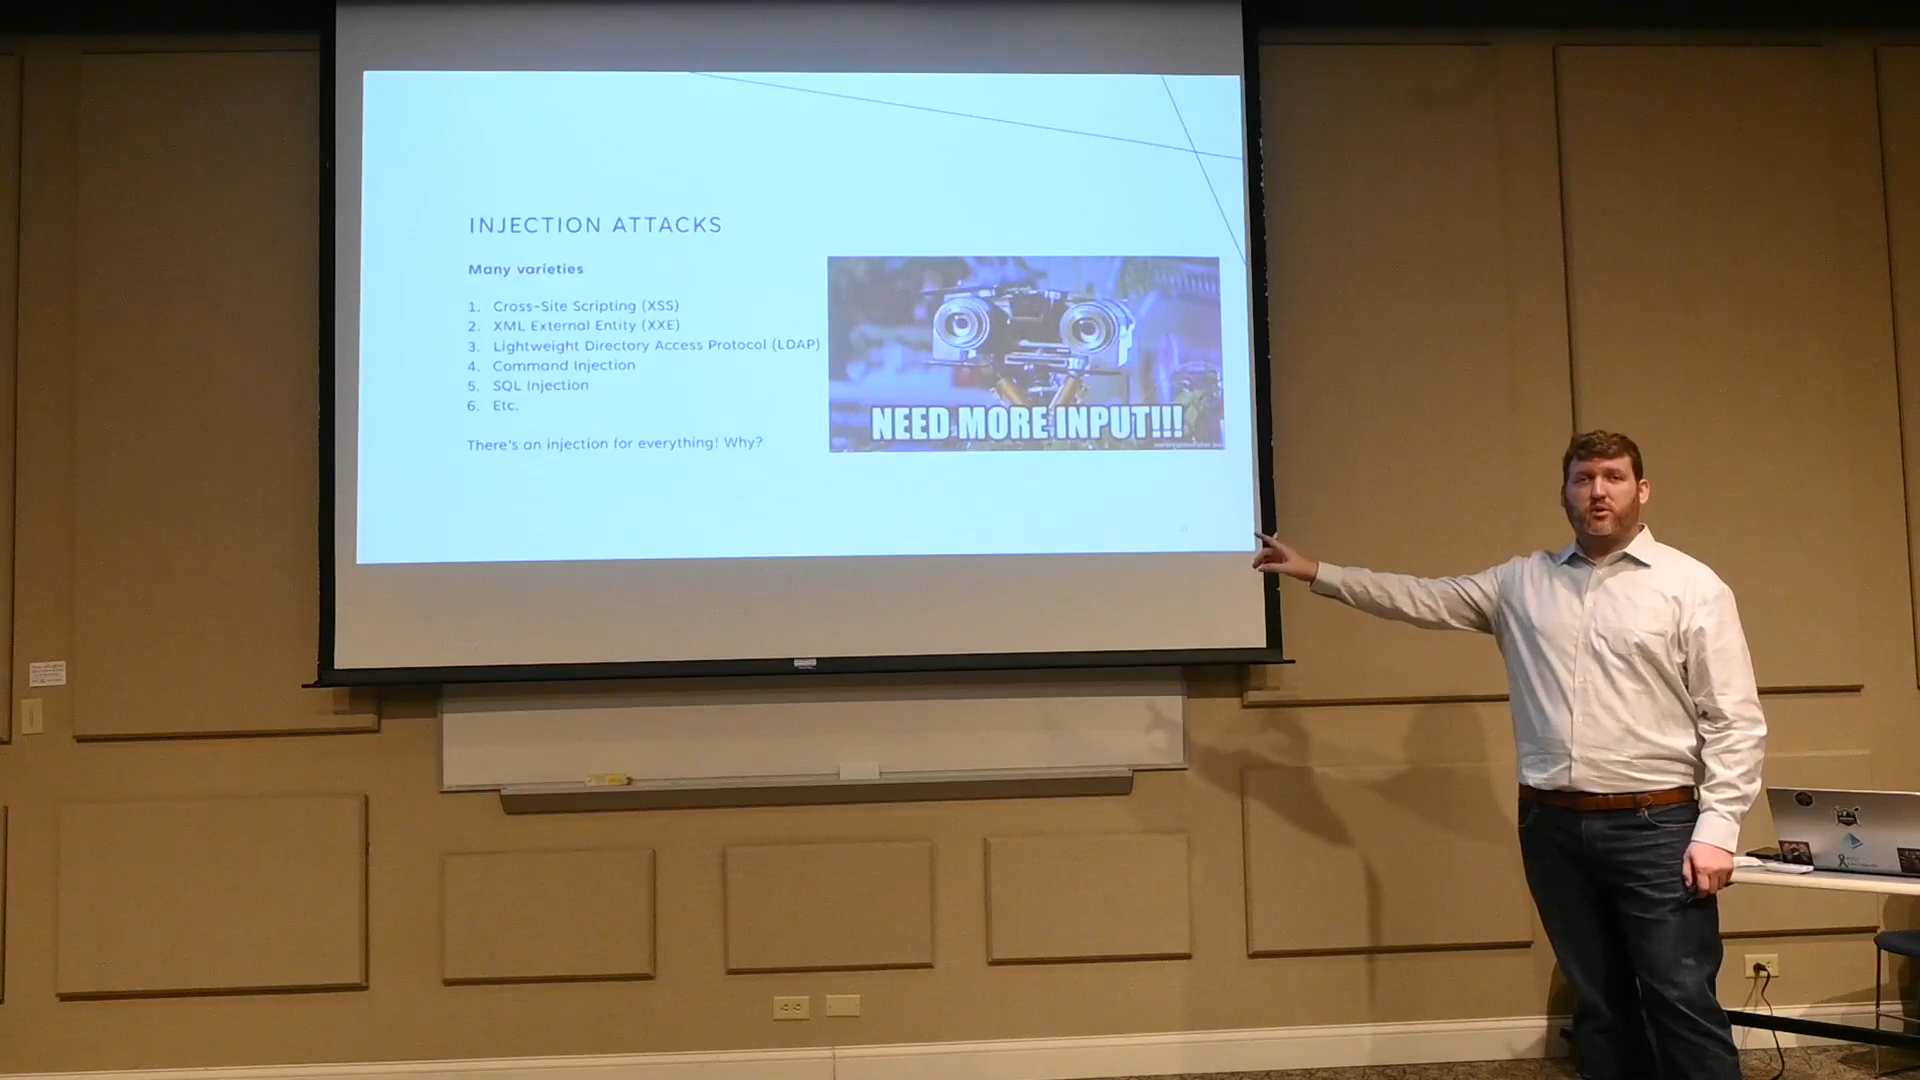 INJECTION ATTACKS
Many varieties
1. Cross-Site Scripting (XSS)
2. XML External Entity (XXE)
3. Lightweight Directory Access Protocol (LDAP)
4. Command Injection
5. SQL Injection
6. Etc.
There's an injection for everything! Why?
NEED MORE INPUT!!!